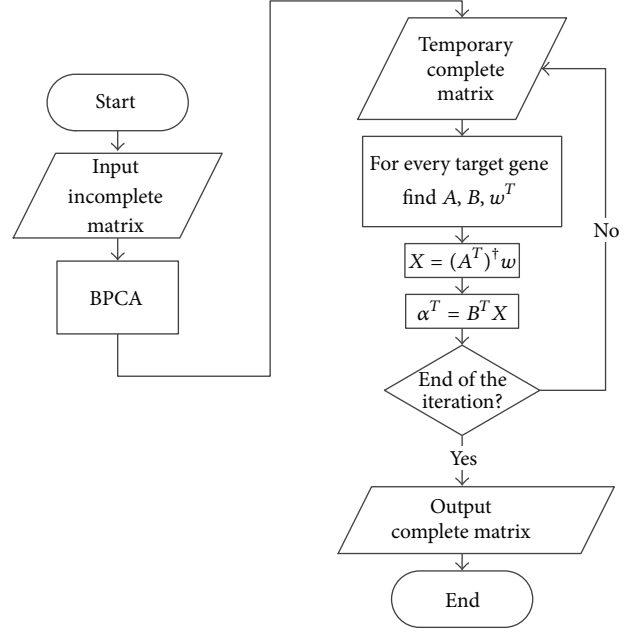 Start
Input
incomplete
matrix
BPCA
Temporary
complete
matrix
For every target gene
find A, B, w^T
X = (A^T)^† w
α^T = B^T X
End of the
iteration?
No
Yes
Output
complete matrix
End